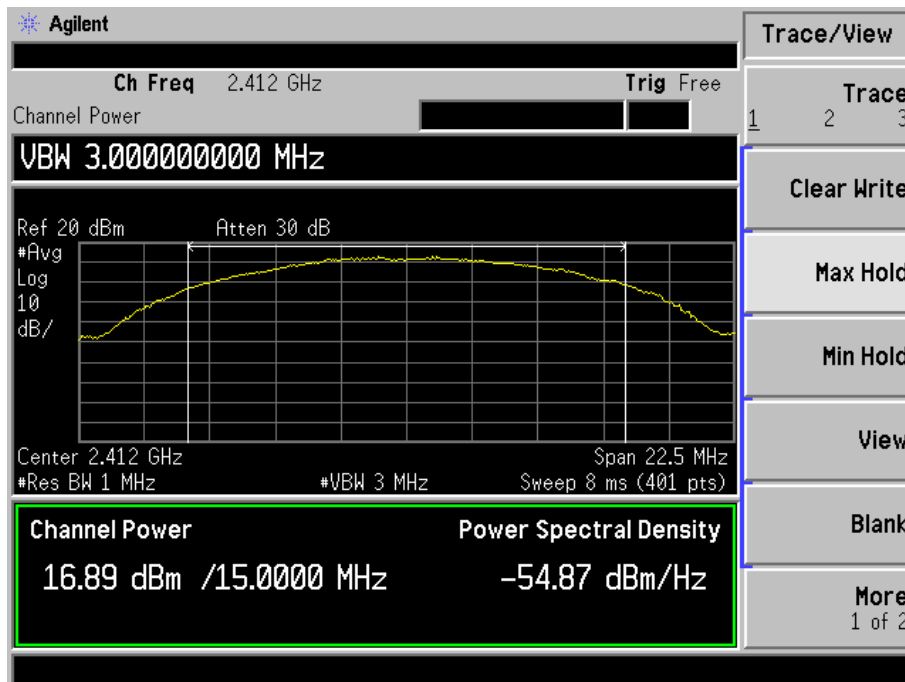 Agilent
Trace/View
Ch Freq 2.412 GHz Trig Free
Channel Power
Trace
1 2 3
VBW 3.000000000 MHz
Clear Write
Ref 20 dBm Atten 30 dB
#Avg
Log
10
dB/
Max Hold
Min Hold
View
Center 2.412 GHz Span 22.5 MHz
#Res BW 1 MHz #VBW 3 MHz Sweep 8 ms (401 pts)
Blank
Channel Power Power Spectral Density
16.89 dBm /15.0000 MHz -54.87 dBm/Hz
More
1 of 2